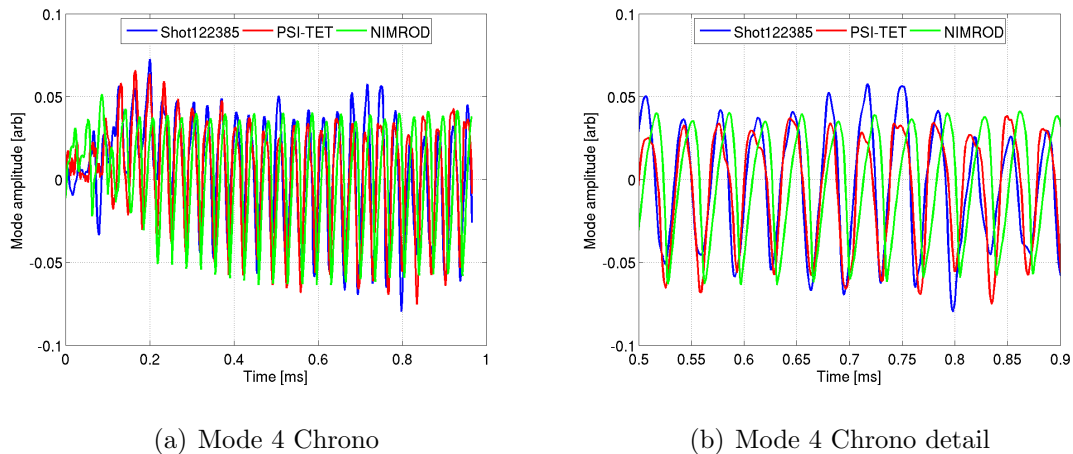 0.1
0.05
0
-0.05
-0.1
Mode amplitude [arb]
Shot122385 PSI-TET NIMROD
0 0.2 0.4 0.6 0.8 1
Time [ms]
(a) Mode 4 Chrono
0.1
0.05
0
-0.05
-0.1
Mode amplitude [arb]
Shot122385 PSI-TET NIMROD
0.5 0.55 0.6 0.65 0.7 0.75 0.8 0.85 0.9
Time [ms]
(b) Mode 4 Chrono detail